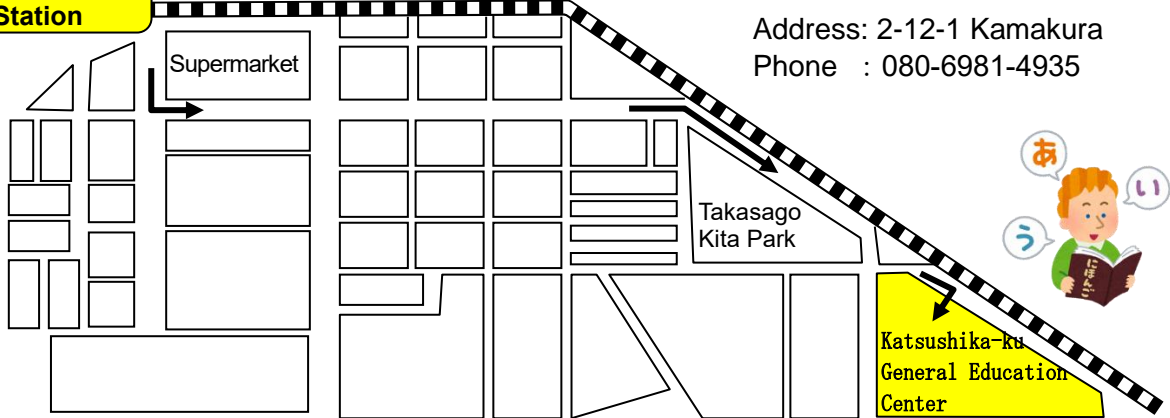 Station
Address: 2-12-1 Kamakura
Phone : 080-6981-4935
Supermarket
あ
い
う
にほんご
Takasago
Kita Park
Katsushika-ku
General Education
Center